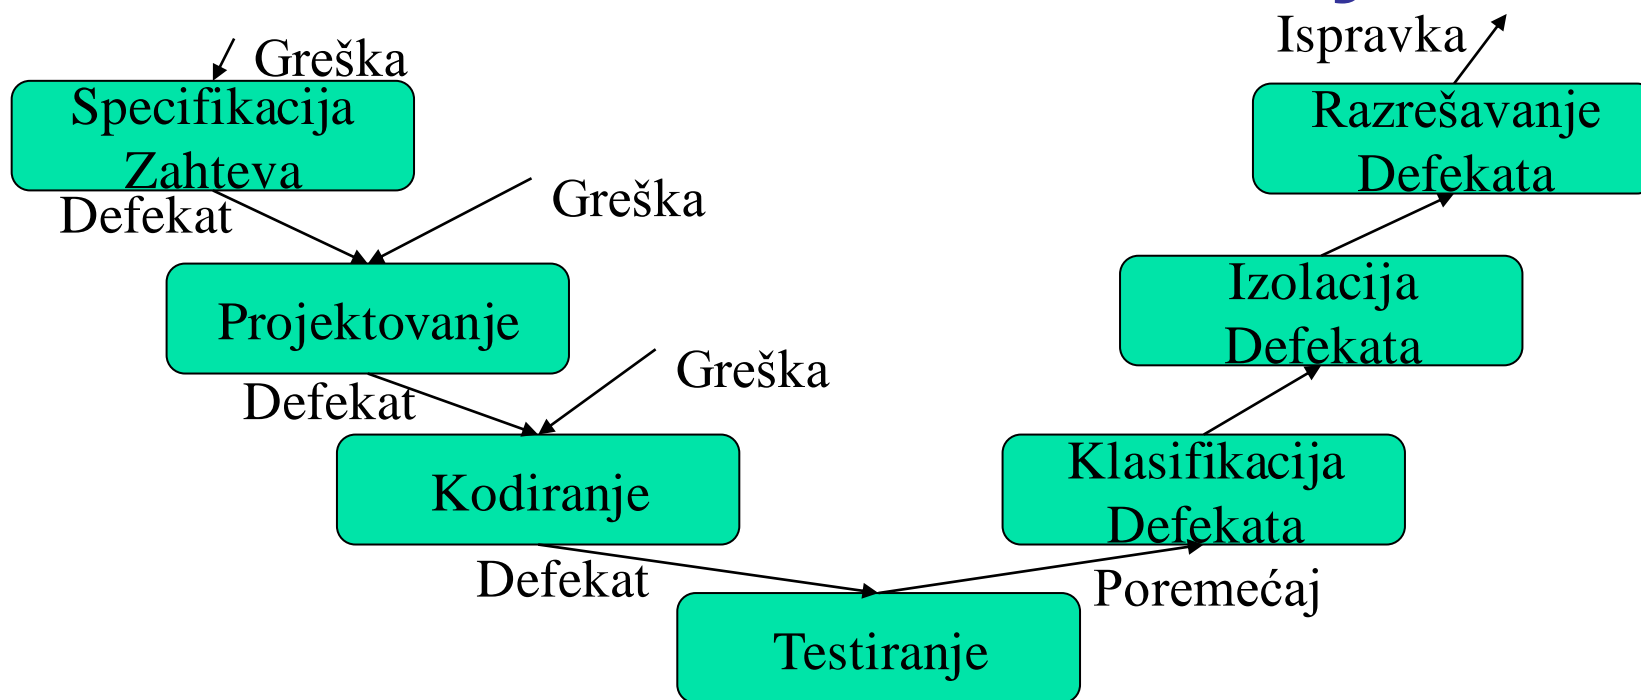 Ispravka
Greška
Specifikacija
Zahteva
Razrešavanje
Defekata
Defekat
Greška
Projektovanje
Izolacija
Defekata
Greška
Defekat
Kodiranje
Klasifikacija
Defekata
Defekat
Poremećaj
Testiranje